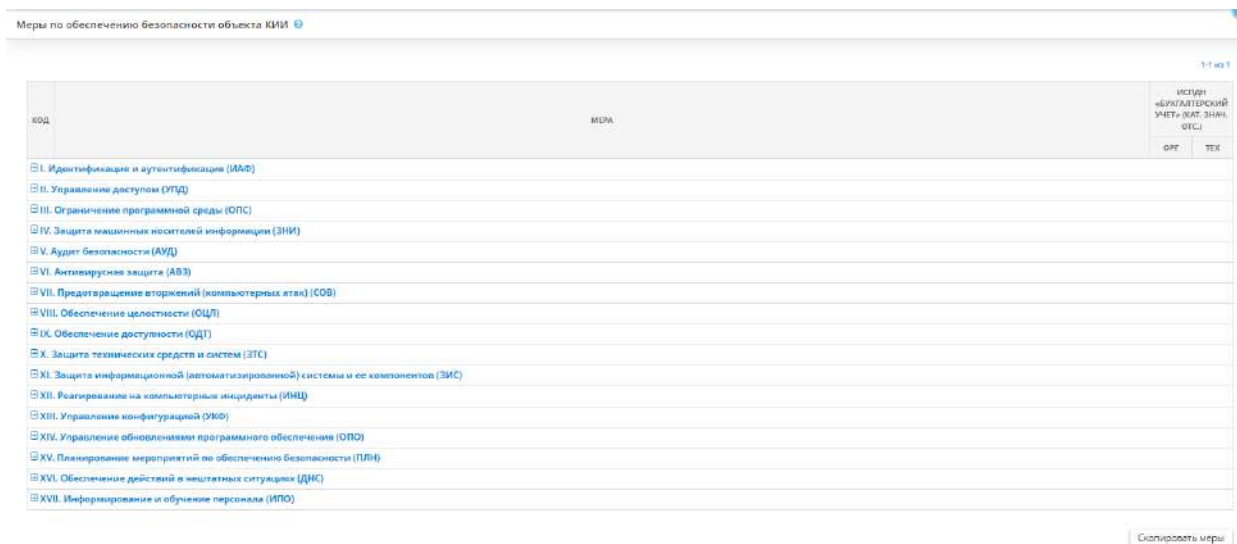 Меры по обеспечению безопасности объекта КИИ
1-1 из 1
КОД
МЕРА
ИСПДН
«БУХГАЛТЕРСКИЙ
УЧЕТ» (КАТ. ЗНАЧ.
ОТС.)
ОРГ ТЕХ
I. Идентификация и аутентификация (ИАФ)
II. Управление доступом (УПД)
III. Ограничение программной среды (ОПС)
IV. Защита машинных носителей информации (ЗНИ)
V. Аудит безопасности (АУД)
VI. Антивирусная защита (АВЗ)
VII. Предотвращение вторжений (компьютерных атак) (СОВ)
VIII. Обеспечение целостности (ОЦЛ)
IX. Обеспечение доступности (ОДТ)
X. Защита технических средств и систем (ЗТС)
XI. Защита информационной (автоматизированной) системы и ее компонентов (ЗИС)
XII. Реагирование на компьютерные инциденты (ИНЦ)
XIII. Управление конфигурацией (УКФ)
XIV. Управление обновлениями программного обеспечения (ОПО)
XV. Планирование мероприятий по обеспечению безопасности (ПЛН)
XVI. Обеспечение действий в нештатных ситуациях (ДНС)
XVII. Информирование и обучение персонала (ИПО)
Скопировать меры